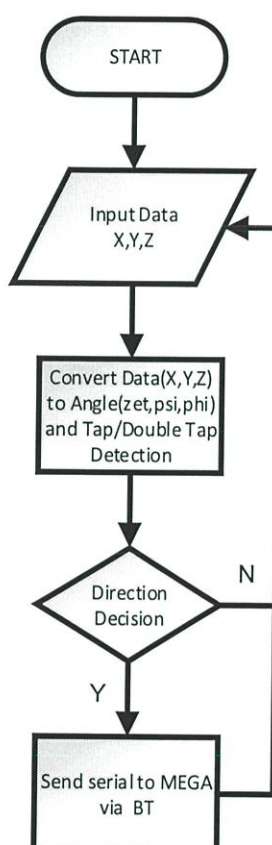 START
Input Data
X,Y,Z
Convert Data(X,Y,Z)
to Angle(zet,psi,phi)
and Tap/Double Tap
Detection
Direction
Decision
N
Y
Send serial to MEGA
via BT